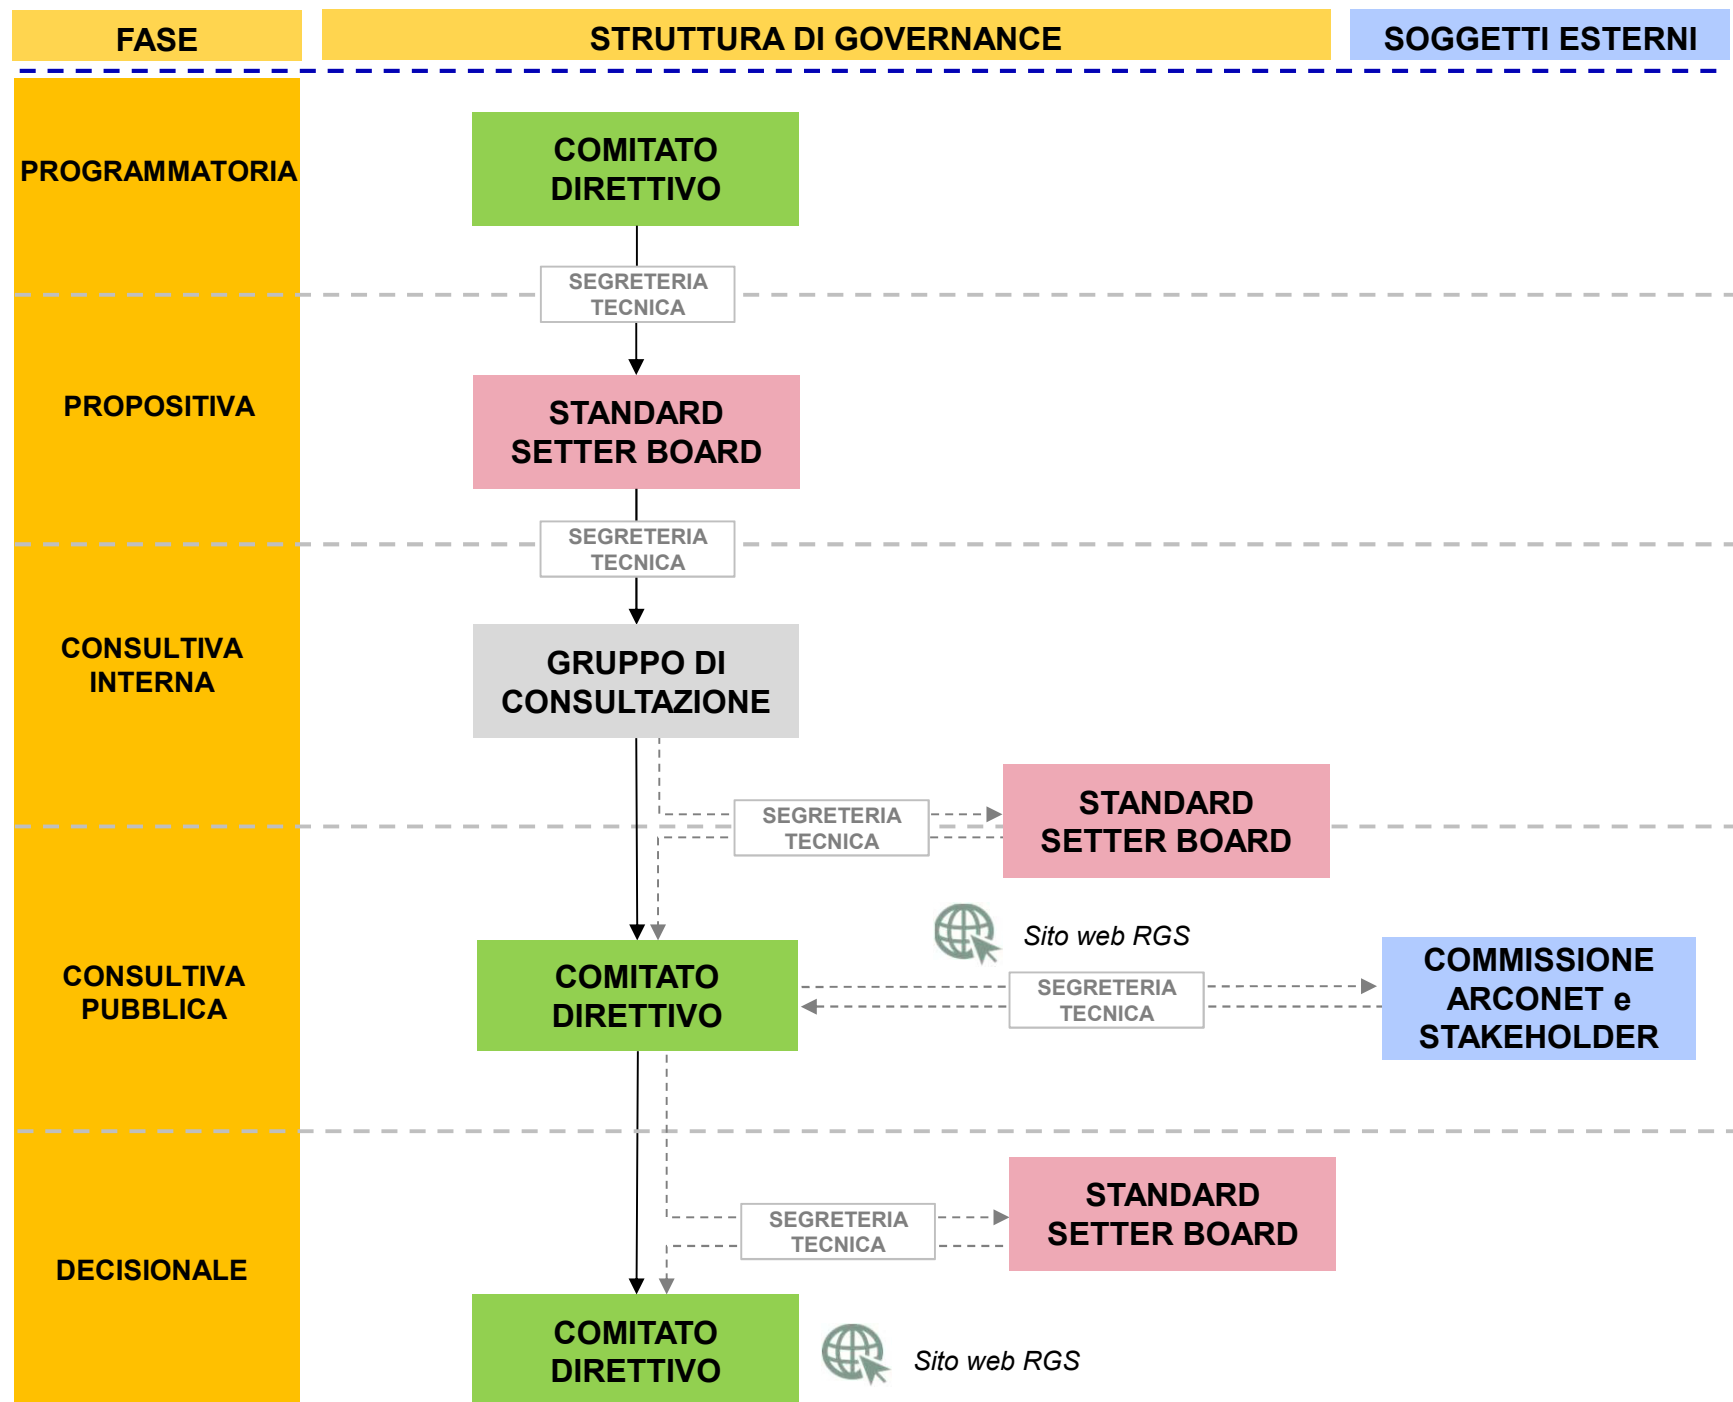 FASE
STRUTTURA DI GOVERNANCE
SOGGETTI ESTERNI
PROGRAMMATORIA
COMITATO
DIRETTIVO
SEGRETERIA
TECNICA
PROPOSITIVA
STANDARD
SETTER BOARD
SEGRETERIA
TECNICA
CONSULTIVA
INTERNA
GRUPPO DI
CONSULTAZIONE
SEGRETERIA
TECNICA
STANDARD
SETTER BOARD
CONSULTIVA
PUBBLICA
COMITATO
DIRETTIVO
Sito web RGS
SEGRETERIA
TECNICA
COMMISSIONE
ARCONET e
STAKEHOLDER
DECISIONALE
SEGRETERIA
TECNICA
STANDARD
SETTER BOARD
COMITATO
DIRETTIVO
Sito web RGS